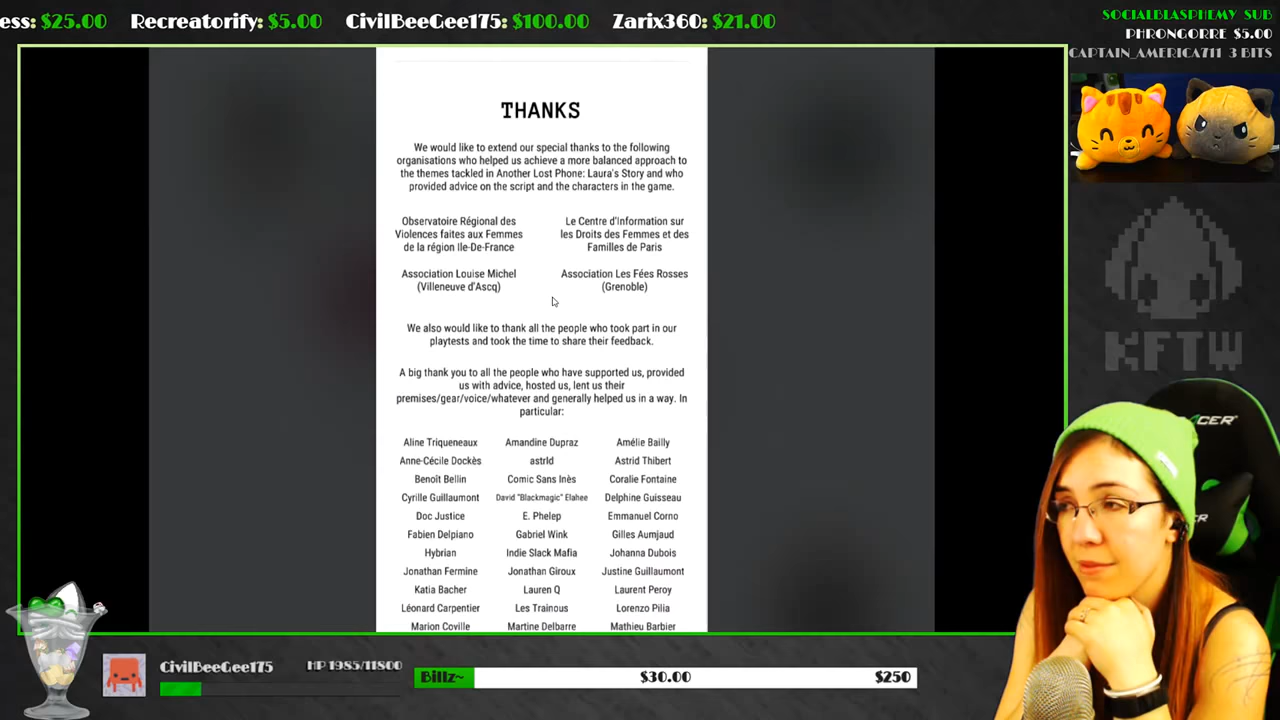 ess: $25.00 Recreatorify: $5.00 CivilBeeGee175: $100.00 Zarix360: $21.00
SOCIALBLASPHEMY SUB
PHRONGORRE $5.00
CAPTAIN_AMERICA711 3 BITS
THANKS
We would like to extend our special thanks to the following
organisations who helped us achieve a more balanced approach to
the themes tackled in Another Lost Phone: Laura's Story and who
provided advice on the script and the characters in the game.
Observatoire Régional des
Violences faites aux Femmes
de la région Ile-De-France
Le Centre d'Information sur
les Droits des Femmes et des
Familles de Paris
Association Louise Michel
(Villeneuve d'Ascq)
Association Les Fées Rosses
(Grenoble)
We also would like to thank all the people who took part in our
playtests and took the time to share their feedback.
A big thank you to all the people who have supported us, provided
us with advice, hosted us, lent us their
premises/gear/voice/whatever and generally helped us in a way. In
particular:
Aline Triqueneaux Amandine Dupraz Amélie Bailly
Anne-Cécile Dockès astrld Astrid Thibert
Benoît Bellin Comic Sans Inès Coralie Fontaine
Cyrille Guillaumont David "Blackmagic" Elahee Delphine Guisseau
Doc Justice E. Phelep Emmanuel Corno
Fabien Delpiano Gabriel Wink Gilles Aumjaud
Hybrian Indie Slack Mafia Johanna Dubois
Jonathan Fermine Jonathan Giroux Justine Guillaumont
Katia Bacher Lauren Q Laurent Peroy
Léonard Carpentier Les Trainous Lorenzo Pilia
Marion Coville Martine Delbarre Mathieu Barbier
KFTW
ACER
CivilBeeGee175 HP 1985/11800
Billz~ $30.00 $250